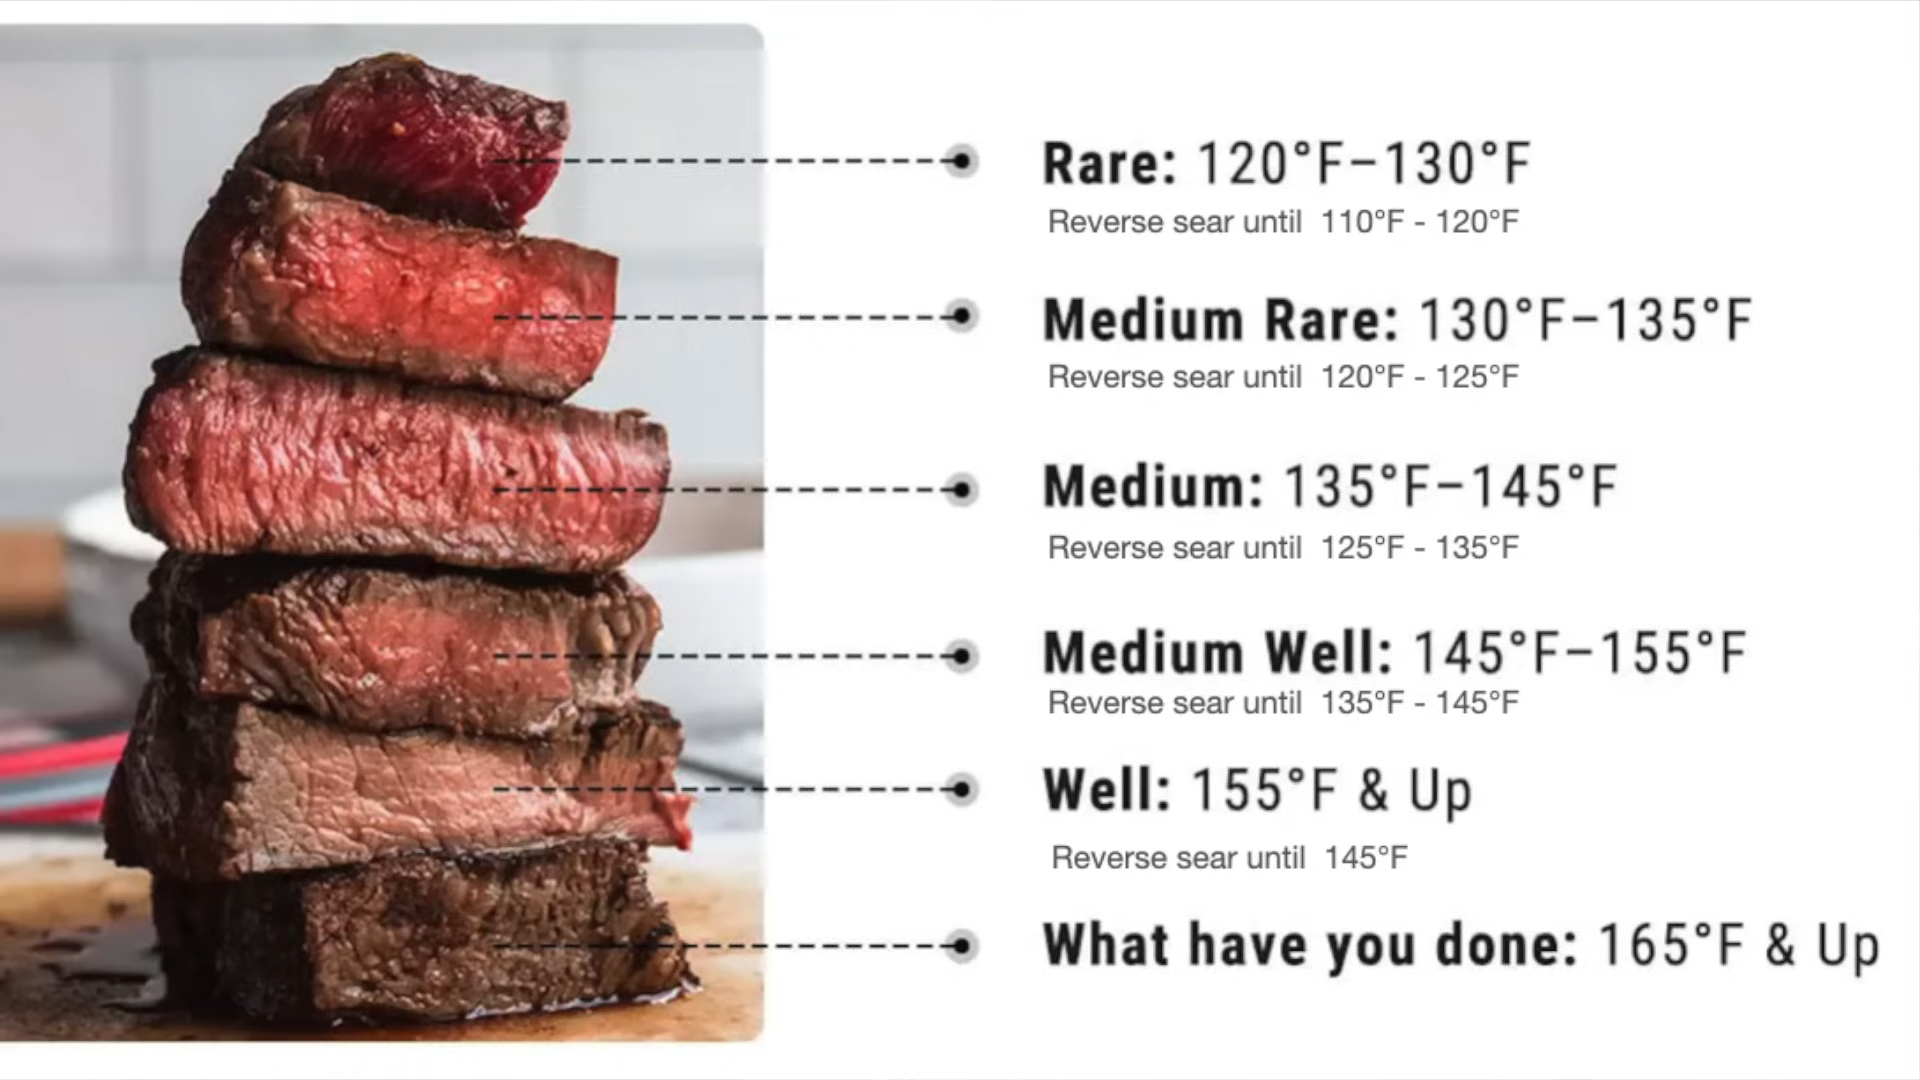 Rare: 120°F–130°F
Reverse sear until 110°F - 120°F
Medium Rare: 130°F–135°F
Reverse sear until 120°F - 125°F
Medium: 135°F–145°F
Reverse sear until 125°F - 135°F
Medium Well: 145°F–155°F
Reverse sear until 135°F - 145°F
Well: 155°F & Up
Reverse sear until 145°F
What have you done: 165°F & Up